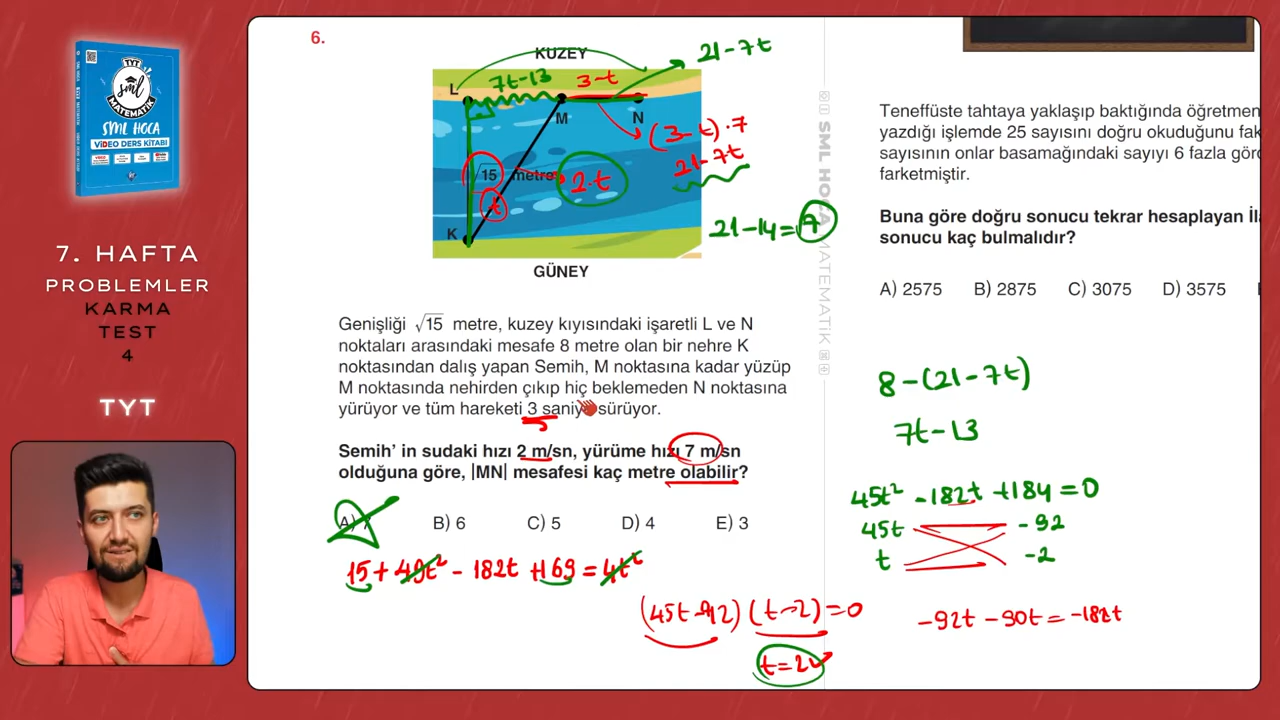 TYT
MATEMATİK
sml
SML HOCA
VİDEO DERS KİTABI
7. HAFTA
PROBLEMLER
KARMA
TEST
4
TYT
6.
KUZEY
21-7t
7t-13
3-t
L
M
N
(3-t)·7
21-7t
√15 metre
2·t
t
21-14=7
K
GÜNEY
Genişliği √15 metre, kuzey kıyısındaki işaretli L ve N
noktaları arasındaki mesafe 8 metre olan bir nehre K
noktasından dalış yapan Semih, M noktasına kadar yüzüp
M noktasında nehirden çıkıp hiç beklemeden N noktasına
yürüyor ve tüm hareketi 3 saniye sürüyor.
Semih' in sudaki hızı 2 m/sn, yürüme hızı 7 m/sn
olduğuna göre, |MN| mesafesi kaç metre olabilir?
A) 7 B) 6 C) 5 D) 4 E) 3
15 + 49t² - 182t + 169 = 4t²
(45t-92) (t-2) = 0
t=2
SML HOCA MATEMATİK
Teneffüste tahtaya yaklaşıp baktığında öğretmen
yazdığı işlemde 25 sayısını doğru okuduğunu fak
sayısının onlar basamağındaki sayıyı 6 fazla gör
farketmiştir.
Buna göre doğru sonucu tekrar hesaplayan İl
sonucu kaç bulmalıdır?
A) 2575 B) 2875 C) 3075 D) 3575
8-(21-7t)
7t-13
45t² -182t +184 = 0
45t -92
t -2
-92t -90t = -182t